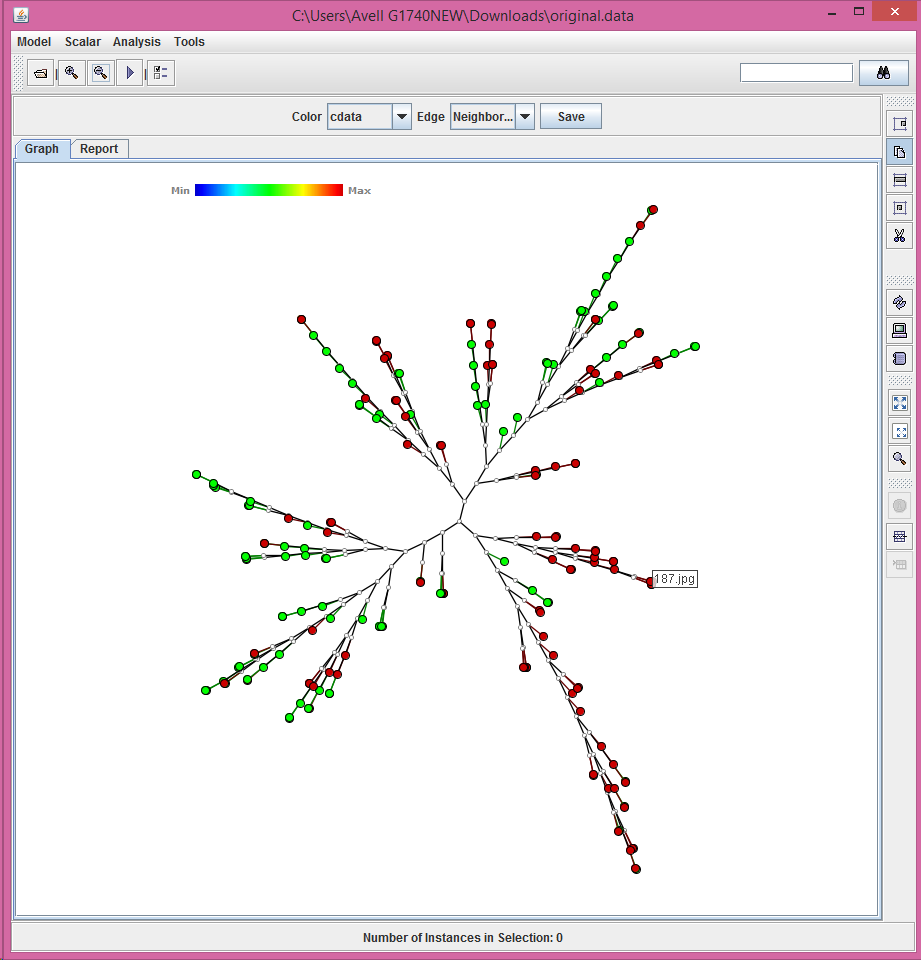 C:\Users\Avell G1740NEW\Downloads\original.data
Model Scalar Analysis Tools
Color cdata Edge Neighbor... Save
Graph Report
Min Max
187.jpg
Number of Instances in Selection: 0